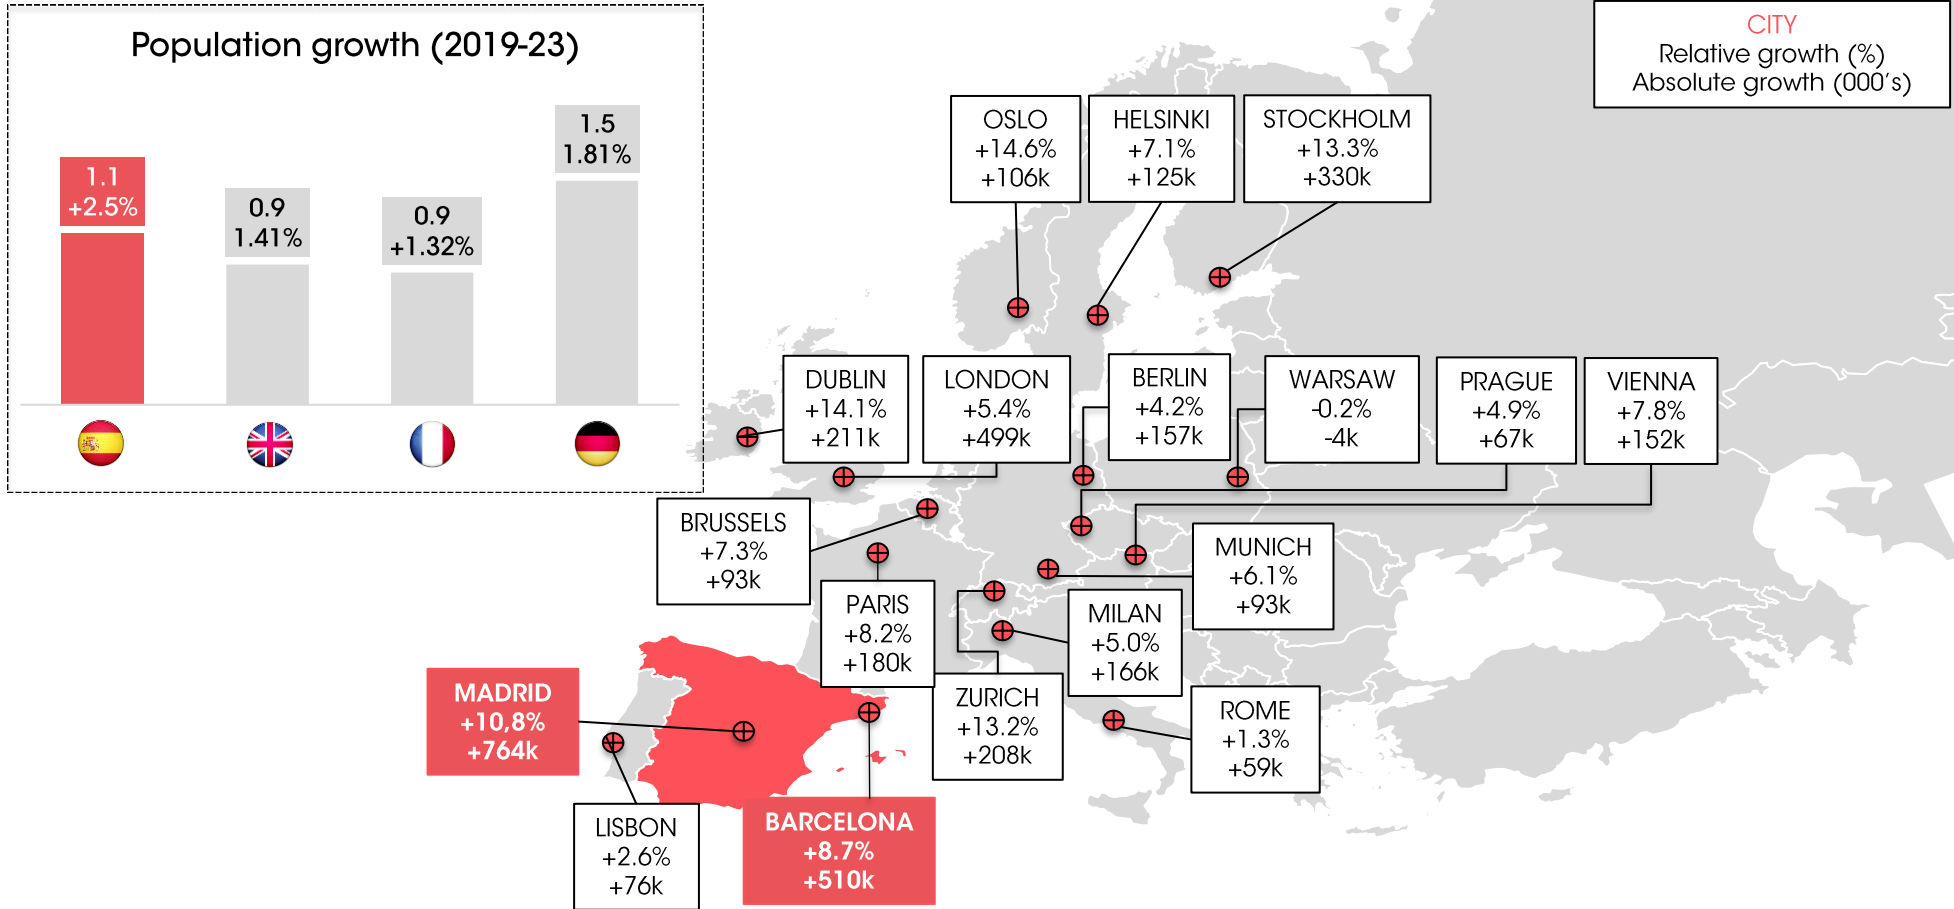 Population growth (2019-23)
1.1
+2.5%
0.9
1.41%
0.9
+1.32%
1.5
1.81%
CITY
Relative growth (%)
Absolute growth (000's)
OSLO
+14.6%
+106k
HELSINKI
+7.1%
+125k
STOCKHOLM
+13.3%
+330k
DUBLIN
+14.1%
+211k
LONDON
+5.4%
+499k
BERLIN
+4.2%
+157k
WARSAW
-0.2%
-4k
PRAGUE
+4.9%
+67k
VIENNA
+7.8%
+152k
BRUSSELS
+7.3%
+93k
PARIS
+8.2%
+180k
MUNICH
+6.1%
+93k
MILAN
+5.0%
+166k
ZURICH
+13.2%
+208k
ROME
+1.3%
+59k
MADRID
+10,8%
+764k
LISBON
+2.6%
+76k
BARCELONA
+8.7%
+510k